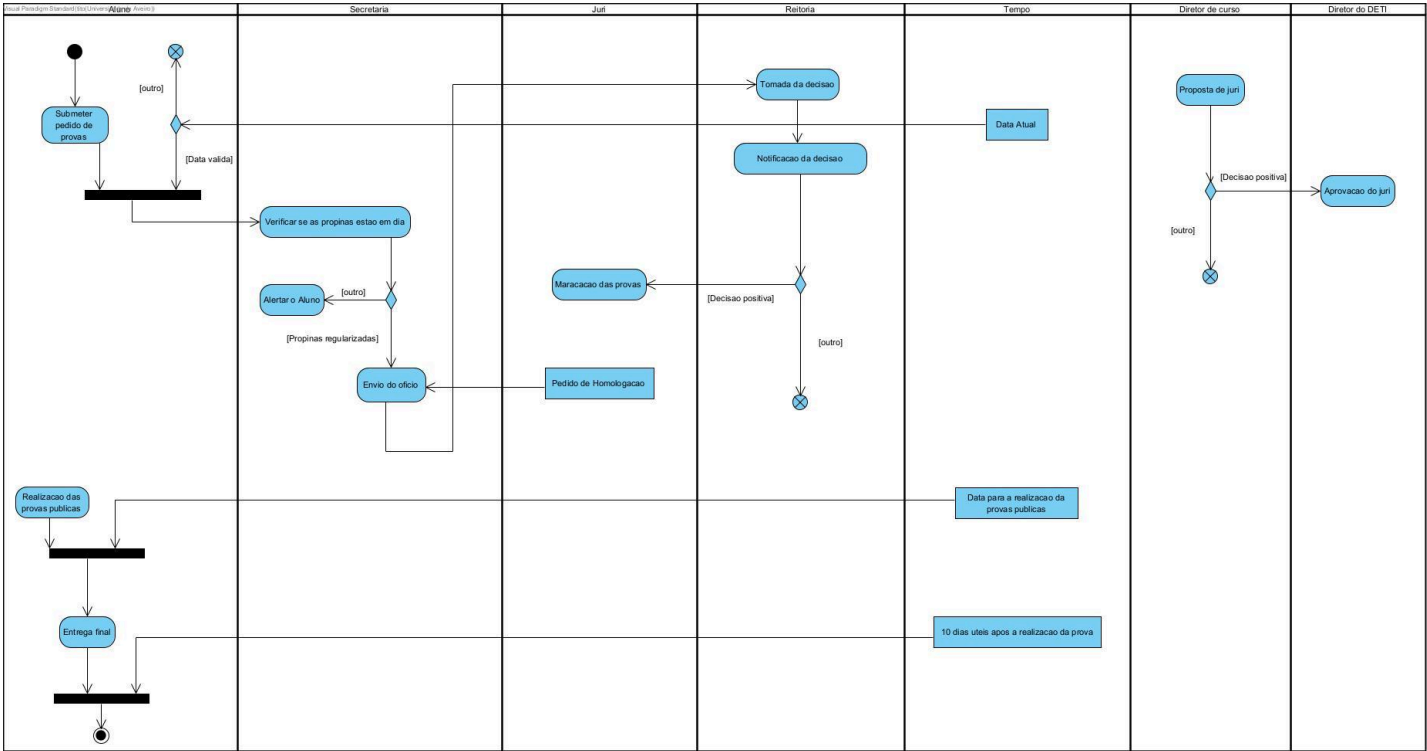 Visual Paradigm Standard
Aluno
Secretaria
Juri
Reitoria
Tempo
Diretor de curso
Diretor do DETI
[outro]
Submeter
pedido de
provas
[Data valida]
Tomada da decisao
Data Atual
Proposta de juri
Notificacao da decisao
[Decisao positiva]
Aprovacao do juri
Verificar se as propinas estao em dia
[outro]
Alertar o Aluno
[outro]
Maracacao das provas
[Decisao positiva]
[Propinas regularizadas]
[outro]
Envio do oficio
Pedido de Homologacao
Realizacao das
provas publicas
Data para a realizacao da
provas publicas
Entrega final
10 dias uteis apos a realizacao da prova